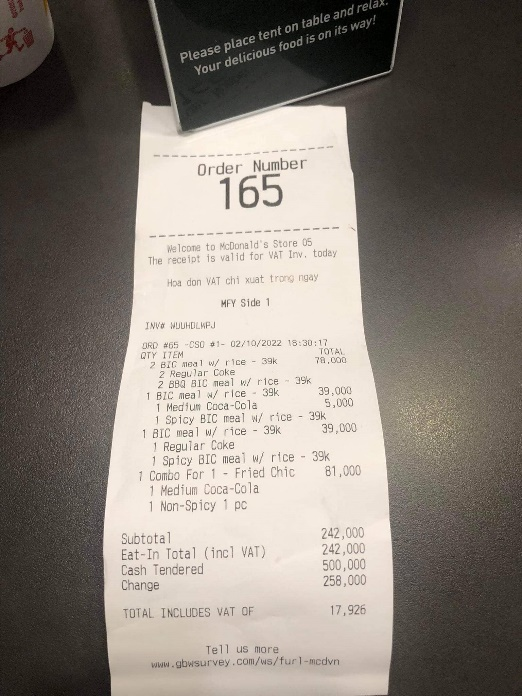 Please place tent on table and relax.
Your delicious food is on its way!
Order Number
165
Welcome to McDonald's Store 05
The receipt is valid for VAT Inv. today
Hoa don VAT chi xuat trong ngay
MFY Side 1
INV# WUUHDLWPJ
ORD #65 -CSO #1- 02/10/2022 18:30:17
QTY ITEM TOTAL
2 BIC meal w/ rice - 39k 78,000
2 Regular Coke
2 BBQ BIC meal w/ rice - 39k
1 BIC meal w/ rice - 39k 39,000
1 Medium Coca-Cola 5,000
1 Spicy BIC meal w/ rice - 39k
1 BIC meal w/ rice - 39k 39,000
1 Regular Coke
1 Spicy BIC meal w/ rice - 39k
1 Combo For 1 - Fried Chic 81,000
1 Medium Coca-Cola
1 Non-Spicy 1 pc
Subtotal 242,000
Eat-In Total (incl VAT) 242,000
Cash Tendered 500,000
Change 258,000
TOTAL INCLUDES VAT OF 17,926
Tell us more
www.gbwsurvey.com/ws/furl-mcdvn